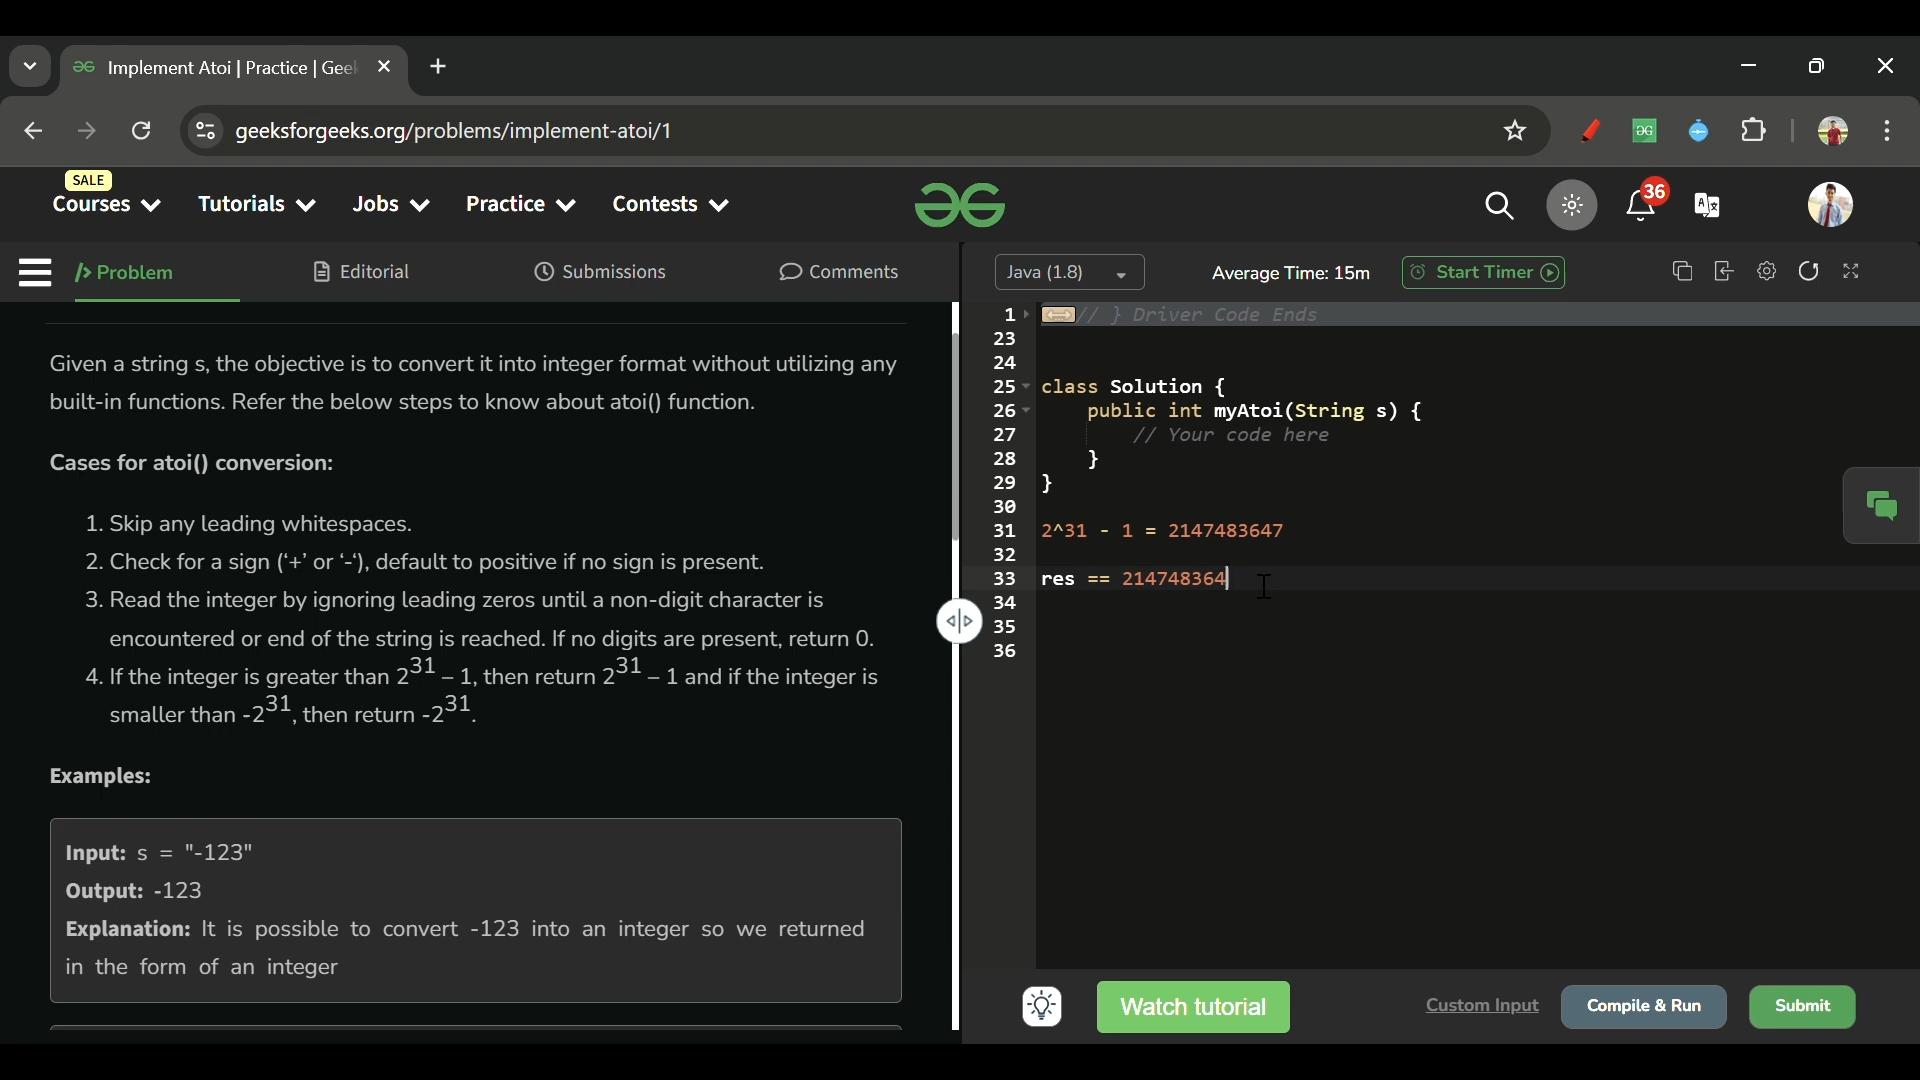 Implement Atoi | Practice | Geek
geeksforgeeks.org/problems/implement-atoi/1
SALE
Courses Tutorials Jobs Practice Contests
36
Problem Editorial Submissions Comments
Java (1.8) Average Time: 15m Start Timer
Given a string s, the objective is to convert it into integer format without utilizing any
built-in functions. Refer the below steps to know about atoi() function.
Cases for atoi() conversion:
1. Skip any leading whitespaces.
2. Check for a sign (‘+’ or ‘-‘), default to positive if no sign is present.
3. Read the integer by ignoring leading zeros until a non-digit character is
encountered or end of the string is reached. If no digits are present, return 0.
4. If the integer is greater than 2³¹ – 1, then return 2³¹ – 1 and if the integer is
smaller than -2³¹, then return -2³¹.
Examples:
Input: s = "-123"
Output: -123
Explanation: It is possible to convert -123 into an integer so we returned
in the form of an integer
1 // } Driver Code Ends
23
24
25 class Solution {
26 public int myAtoi(String s) {
27 // Your code here
28 }
29 }
30
31 2^31 - 1 = 2147483647
32
33 res == 214748364
34
35
36
Watch tutorial Custom Input Compile & Run Submit